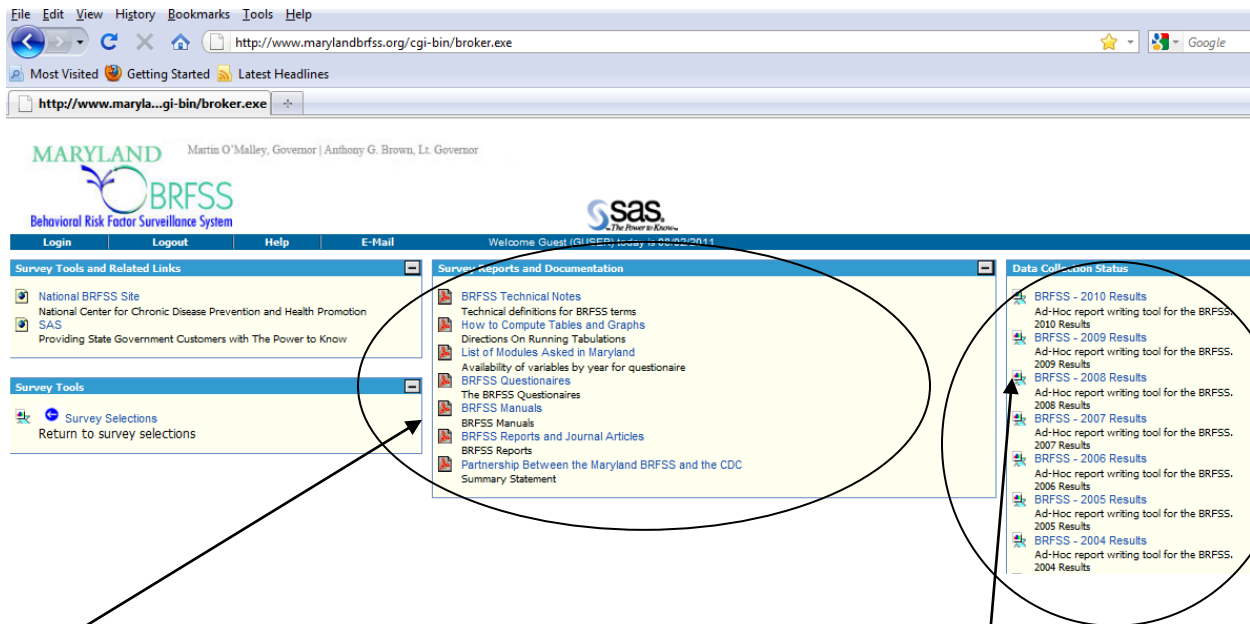 File Edit View History Bookmarks Tools Help
http://www.marylandbrfss.org/cgi-bin/broker.exe
Google
Most Visited Getting Started Latest Headlines
http://www.maryla...gi-bin/broker.exe
MARYLAND
BRFSS
Behavioral Risk Factor Surveillance System
Martin O'Malley, Governor | Anthony G. Brown, Lt. Governor
sas.
The Power to Know
Login Logout Help E-Mail Welcome Guest (GUSER) today is 08/02/2011
Survey Tools and Related Links
National BRFSS Site
National Center for Chronic Disease Prevention and Health Promotion
SAS
Providing State Government Customers with The Power to Know
Survey Tools
Survey Selections
Return to survey selections
Survey Reports and Documentation
BRFSS Technical Notes
Technical definitions for BRFSS terms
How to Compute Tables and Graphs
Directions On Running Tabulations
List of Modules Asked in Maryland
Availability of variables by year for questionaire
BRFSS Questionaires
The BRFSS Questionaires
BRFSS Manuals
BRFSS Manuals
BRFSS Reports and Journal Articles
BRFSS Reports
Partnership Between the Maryland BRFSS and the CDC
Summary Statement
Data Collection Status
BRFSS - 2010 Results
Ad-Hoc report writing tool for the BRFSS.
2010 Results
BRFSS - 2009 Results
Ad-Hoc report writing tool for the BRFSS.
2009 Results
BRFSS - 2008 Results
Ad-Hoc report writing tool for the BRFSS.
2008 Results
BRFSS - 2007 Results
Ad-Hoc report writing tool for the BRFSS.
2007 Results
BRFSS - 2006 Results
Ad-Hoc report writing tool for the BRFSS.
2006 Results
BRFSS - 2005 Results
Ad-Hoc report writing tool for the BRFSS.
2005 Results
BRFSS - 2004 Results
Ad-Hoc report writing tool for the BRFSS.
2004 Results